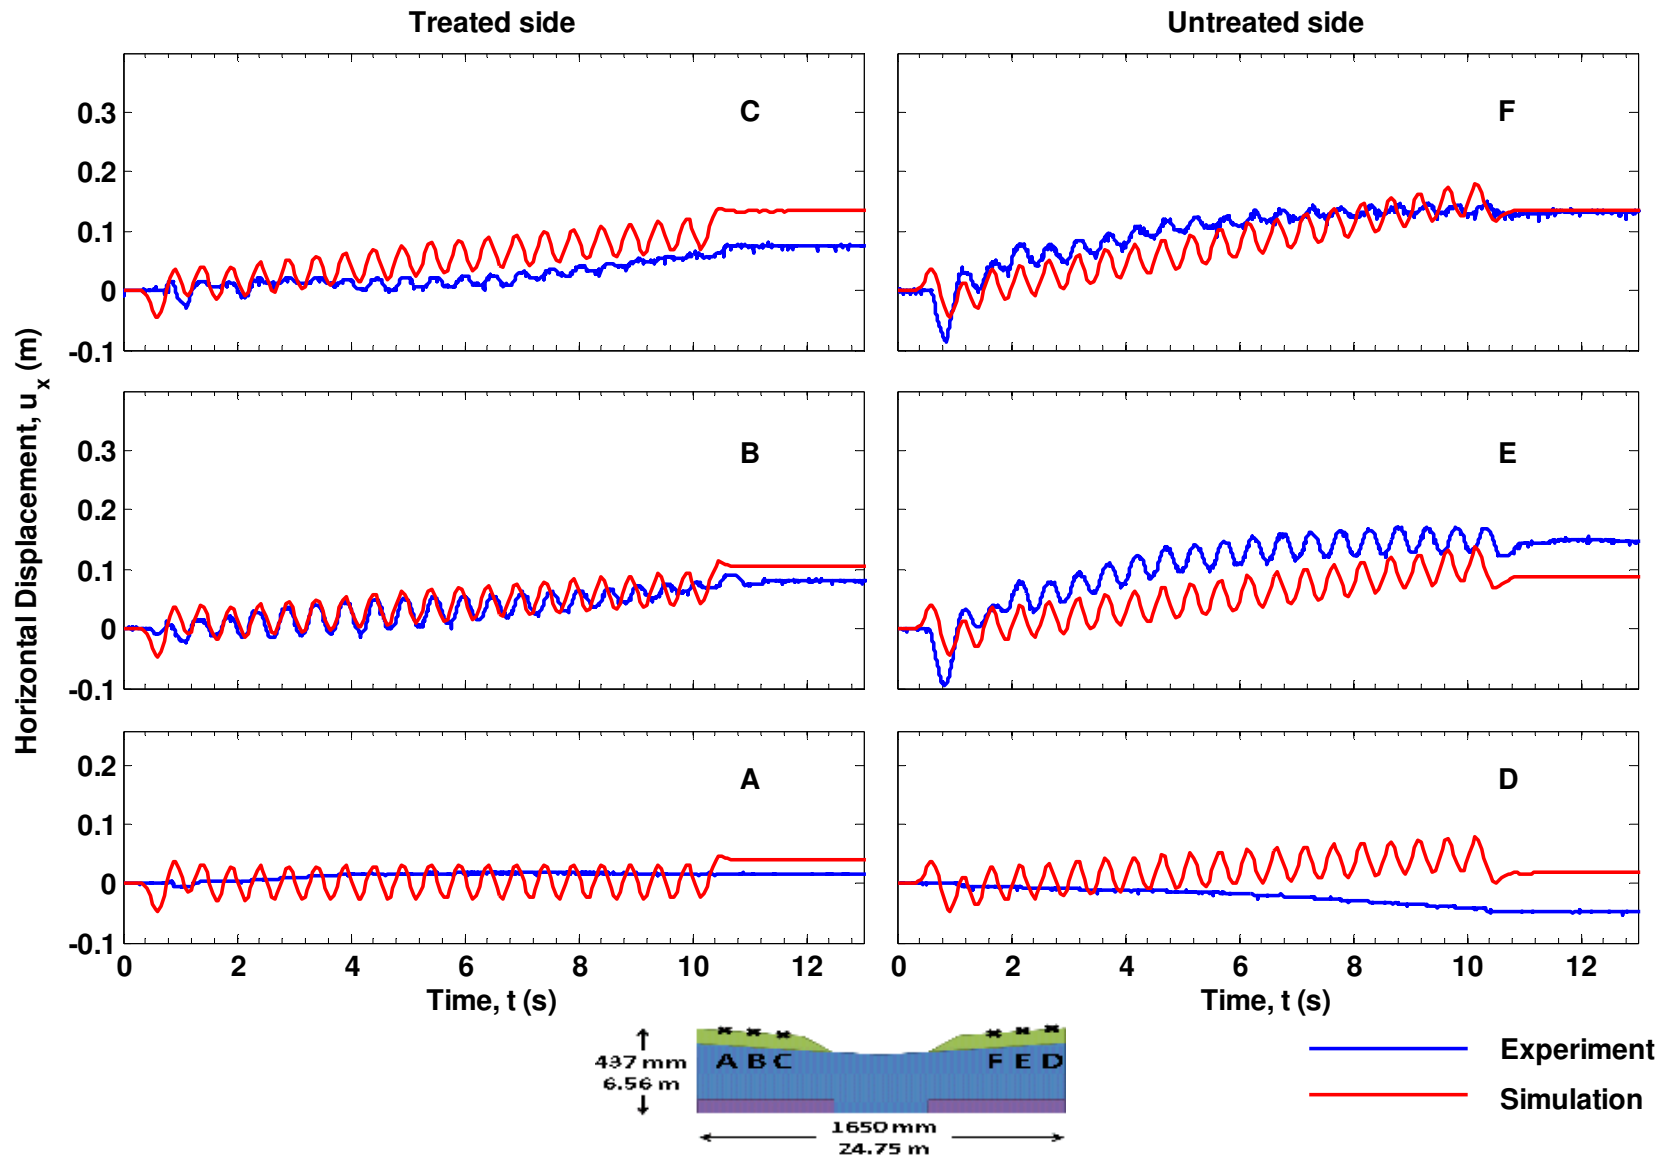 Treated side
Untreated side
Horizontal Displacement, u_x (m)
0.3
0.2
0.1
0
-0.1
C
F
0.3
0.2
0.1
0
-0.1
B
E
0.2
0.1
0
-0.1
A
D
0 2 4 6 8 10 12
0 2 4 6 8 10 12
Time, t (s)
Time, t (s)
437 mm
6.56 m
A B C
F E D
1650 mm
24.75 m
Experiment
Simulation